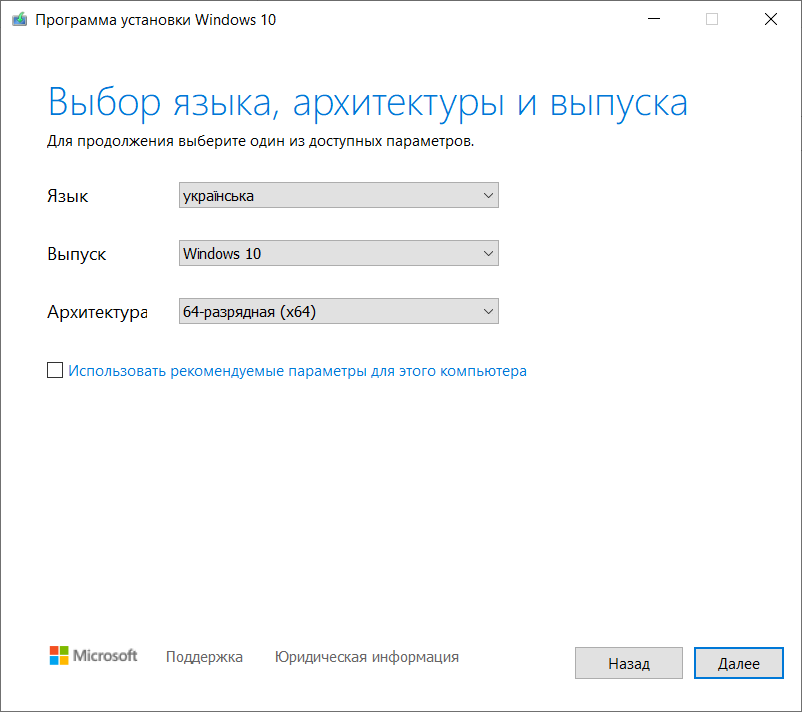 Программа установки Windows 10
Выбор языка, архитектуры и выпуска
Для продолжения выберите один из доступных параметров.
Язык українська
Выпуск Windows 10
Архитектура 64-разрядная (x64)
Использовать рекомендуемые параметры для этого компьютера
Microsoft Поддержка Юридическая информация Назад Далее